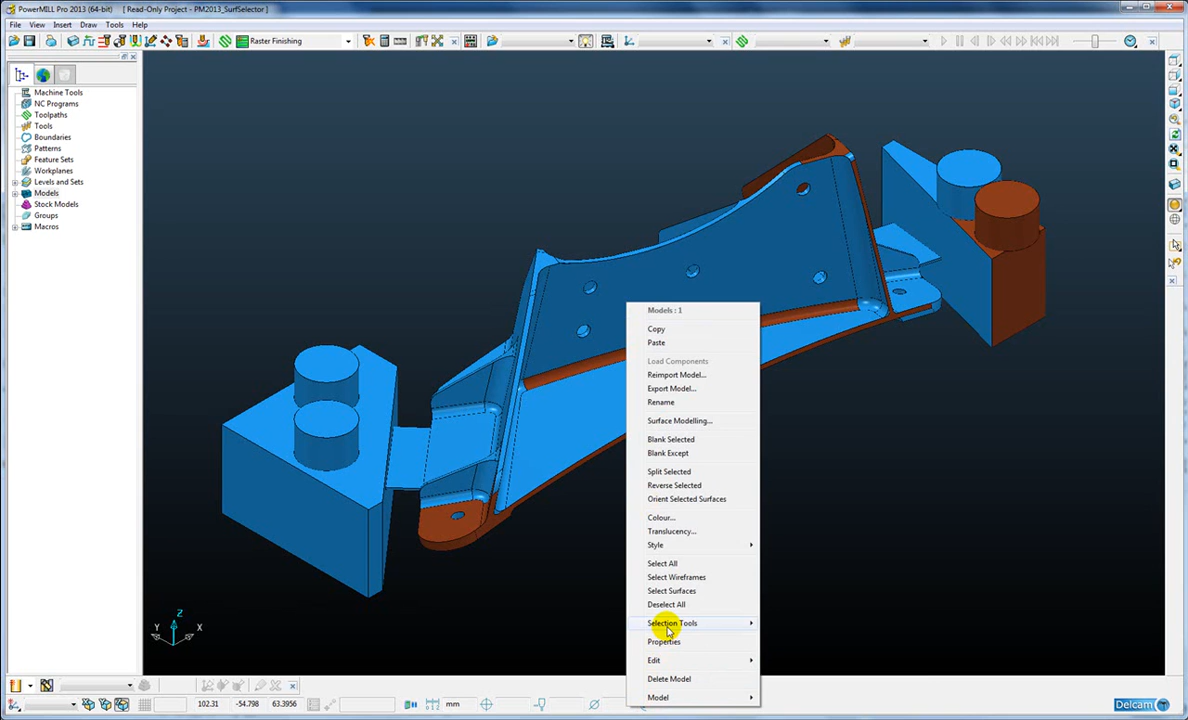 PowerMILL Pro 2013 (64-bit) [ Read-Only Project - PM2013_SurfSelector ]
File View Insert Draw Tools Help
Raster Finishing
Machine Tools
NC Programs
Toolpaths
Tools
Boundaries
Patterns
Feature Sets
Workplanes
Levels and Sets
Models
Stock Models
Groups
Macros
Models : 1
Copy
Paste
Load Components
Reimport Model...
Export Model...
Rename
Surface Modelling...
Blank Selected
Blank Except
Split Selected
Reverse Selected
Orient Selected Surfaces
Colour...
Translucency...
Style
Select All
Select Wireframes
Select Surfaces
Deselect All
Selection Tools
Properties
Edit
Delete Model
Model
Z
Y X
102.31 -54.798 63.3956 mm
Delcam